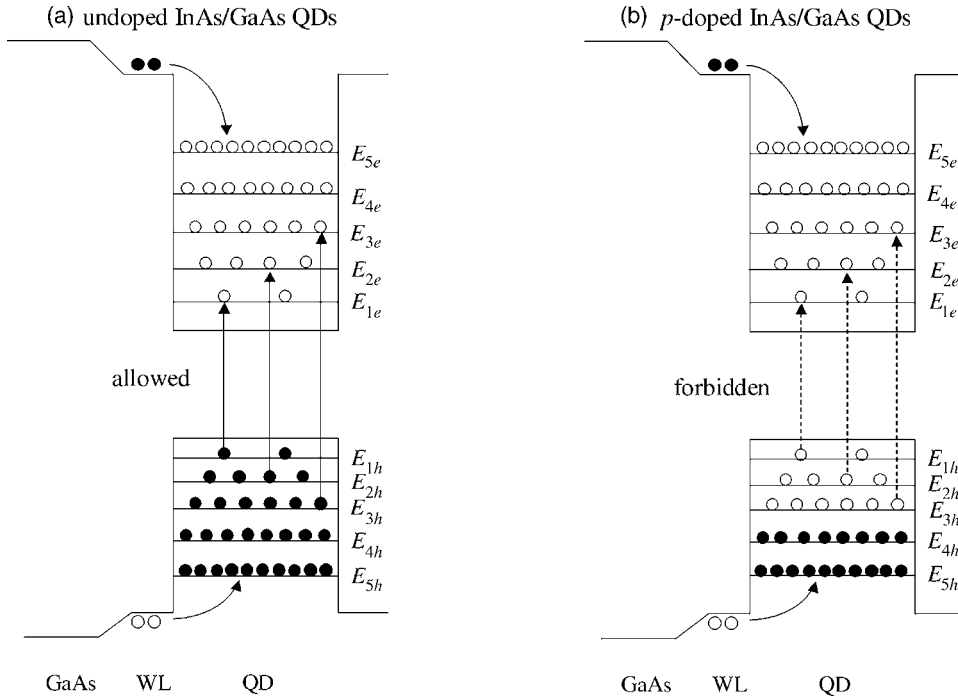 (a) undoped InAs/GaAs QDs
E5e
E4e
E3e
E2e
E1e
allowed
E1h
E2h
E3h
E4h
E5h
GaAs WL QD
(b) p-doped InAs/GaAs QDs
E5e
E4e
E3e
E2e
E1e
forbidden
E1h
E2h
E3h
E4h
E5h
GaAs WL QD